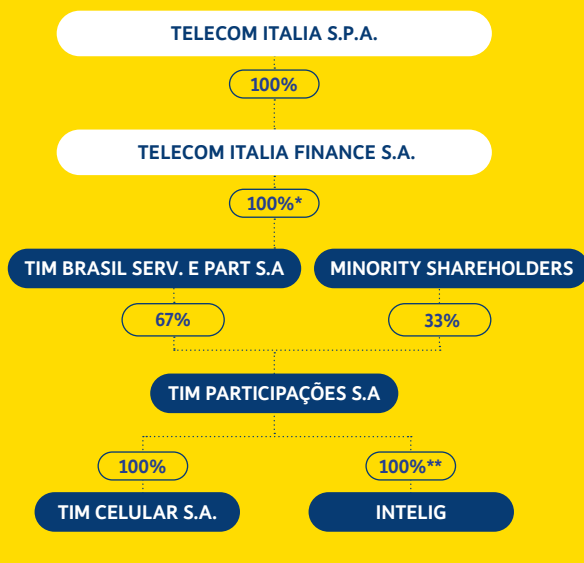 TELECOM ITALIA S.P.A.
100%
TELECOM ITALIA FINANCE S.A.
100%*
TIM BRASIL SERV. E PART S.A
MINORITY SHAREHOLDERS
67%
33%
TIM PARTICIPAÇÕES S.A
100%
100%**
TIM CELULAR S.A.
INTELIG